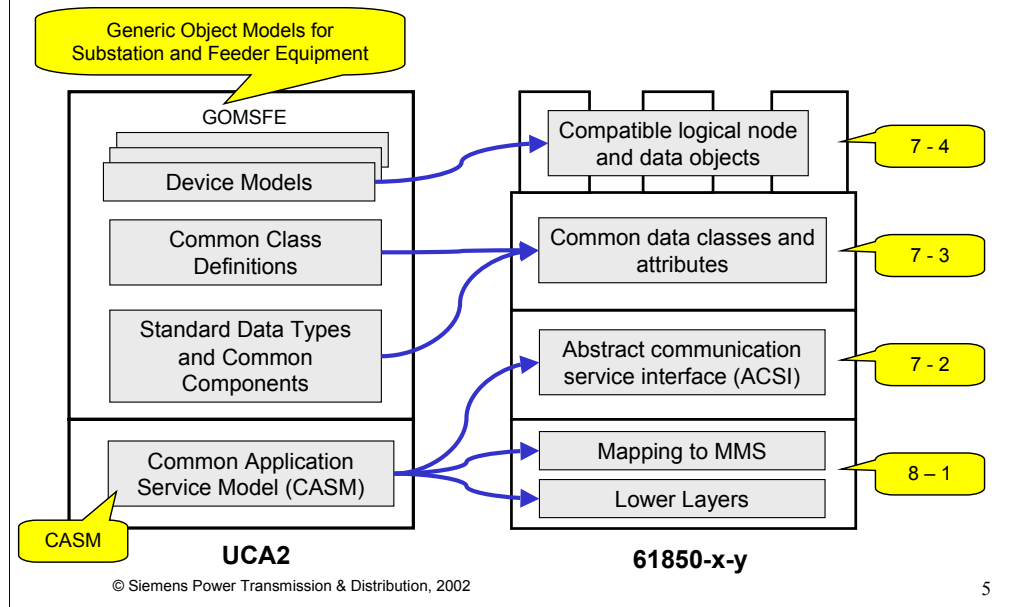 Generic Object Models for
Substation and Feeder Equipment
GOMSFE
Device Models
Common Class
Definitions
Standard Data Types
and Common
Components
Common Application
Service Model (CASM)
CASM
UCA2
Compatible logical node
and data objects
7 - 4
Common data classes and
attributes
7 - 3
Abstract communication
service interface (ACSI)
7 - 2
Mapping to MMS
Lower Layers
8 – 1
61850-x-y
© Siemens Power Transmission & Distribution, 2002
5